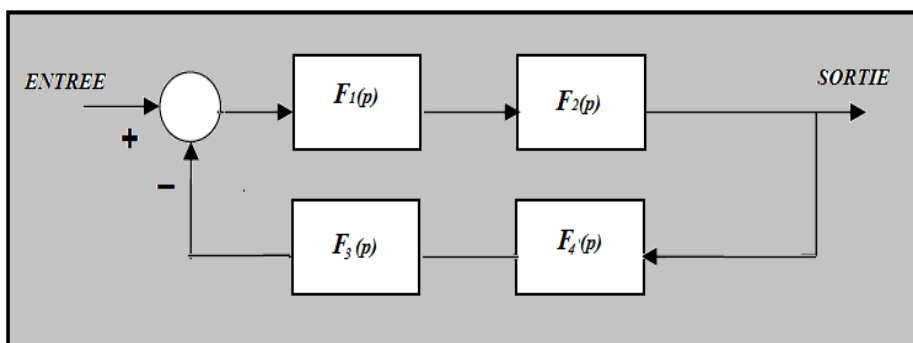 ENTREE
F1(p)
F2(p)
SORTIE
+
−
F3(p)
F4'(p)